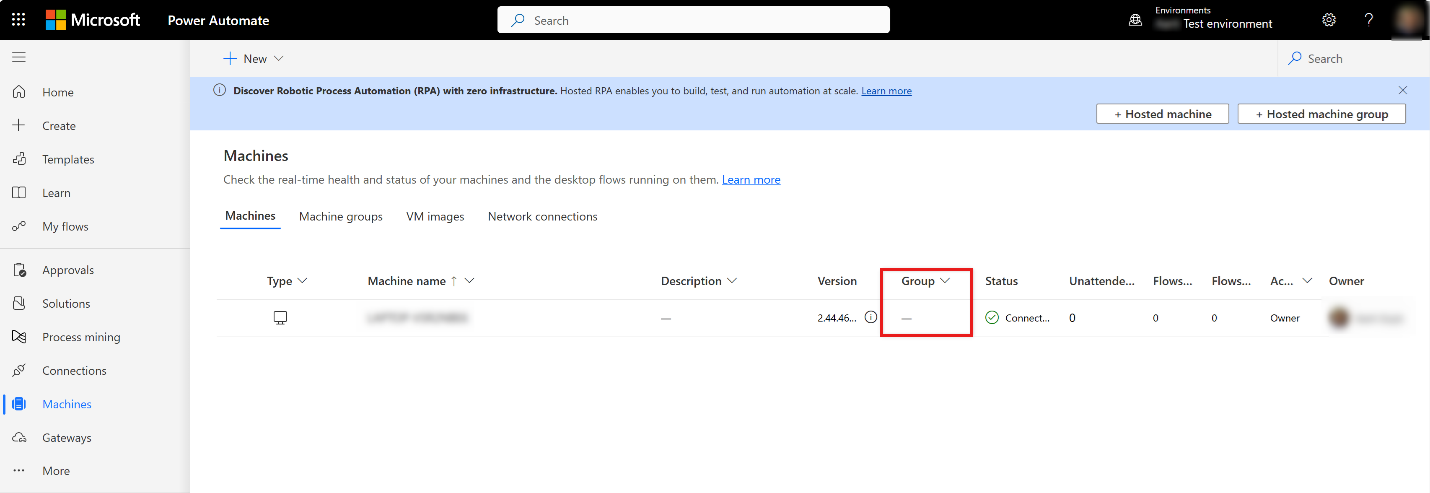 Microsoft Power Automate
Search
Environments
Test environment
?
New
Search
Discover Robotic Process Automation (RPA) with zero infrastructure. Hosted RPA enables you to build, test, and run automation at scale. Learn more
+ Hosted machine
+ Hosted machine group
Home
Create
Templates
Learn
My flows
Approvals
Solutions
Process mining
Connections
Machines
Gateways
More
Machines
Check the real-time health and status of your machines and the desktop flows running on them. Learn more
Machines Machine groups VM images Network connections
Type Machine name ↑ Description Version Group Status Unattende... Flows... Flows... Ac... Owner
— 2.44.46... — Connect... 0 0 0 Owner